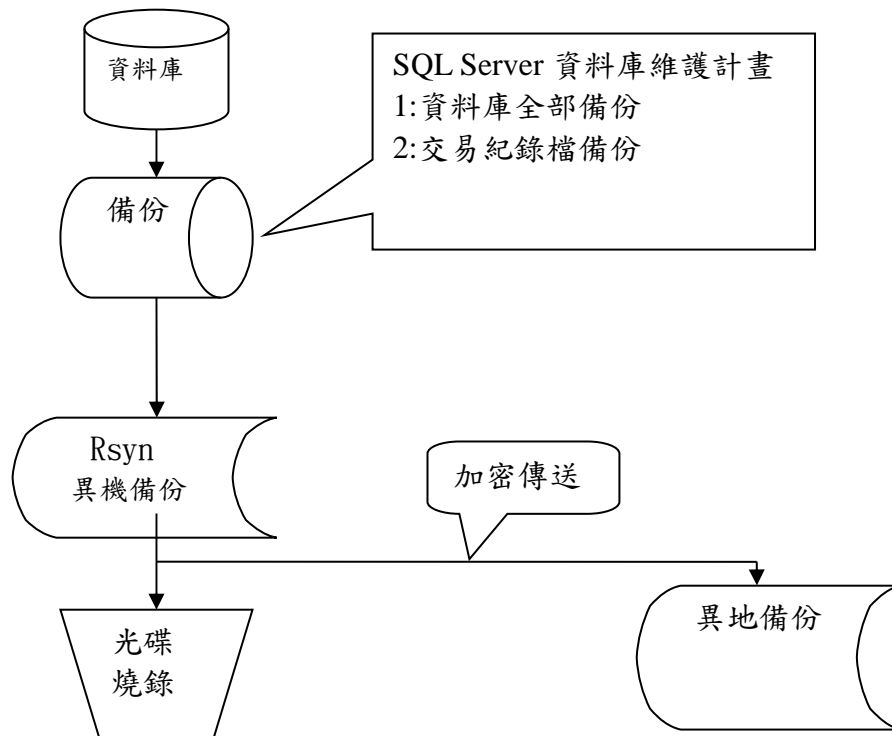 資料庫
SQL Server 資料庫維護計畫
1:資料庫全部備份
2:交易紀錄檔備份
備份
Rsyn
異機備份
加密傳送
異地備份
光碟
燒錄